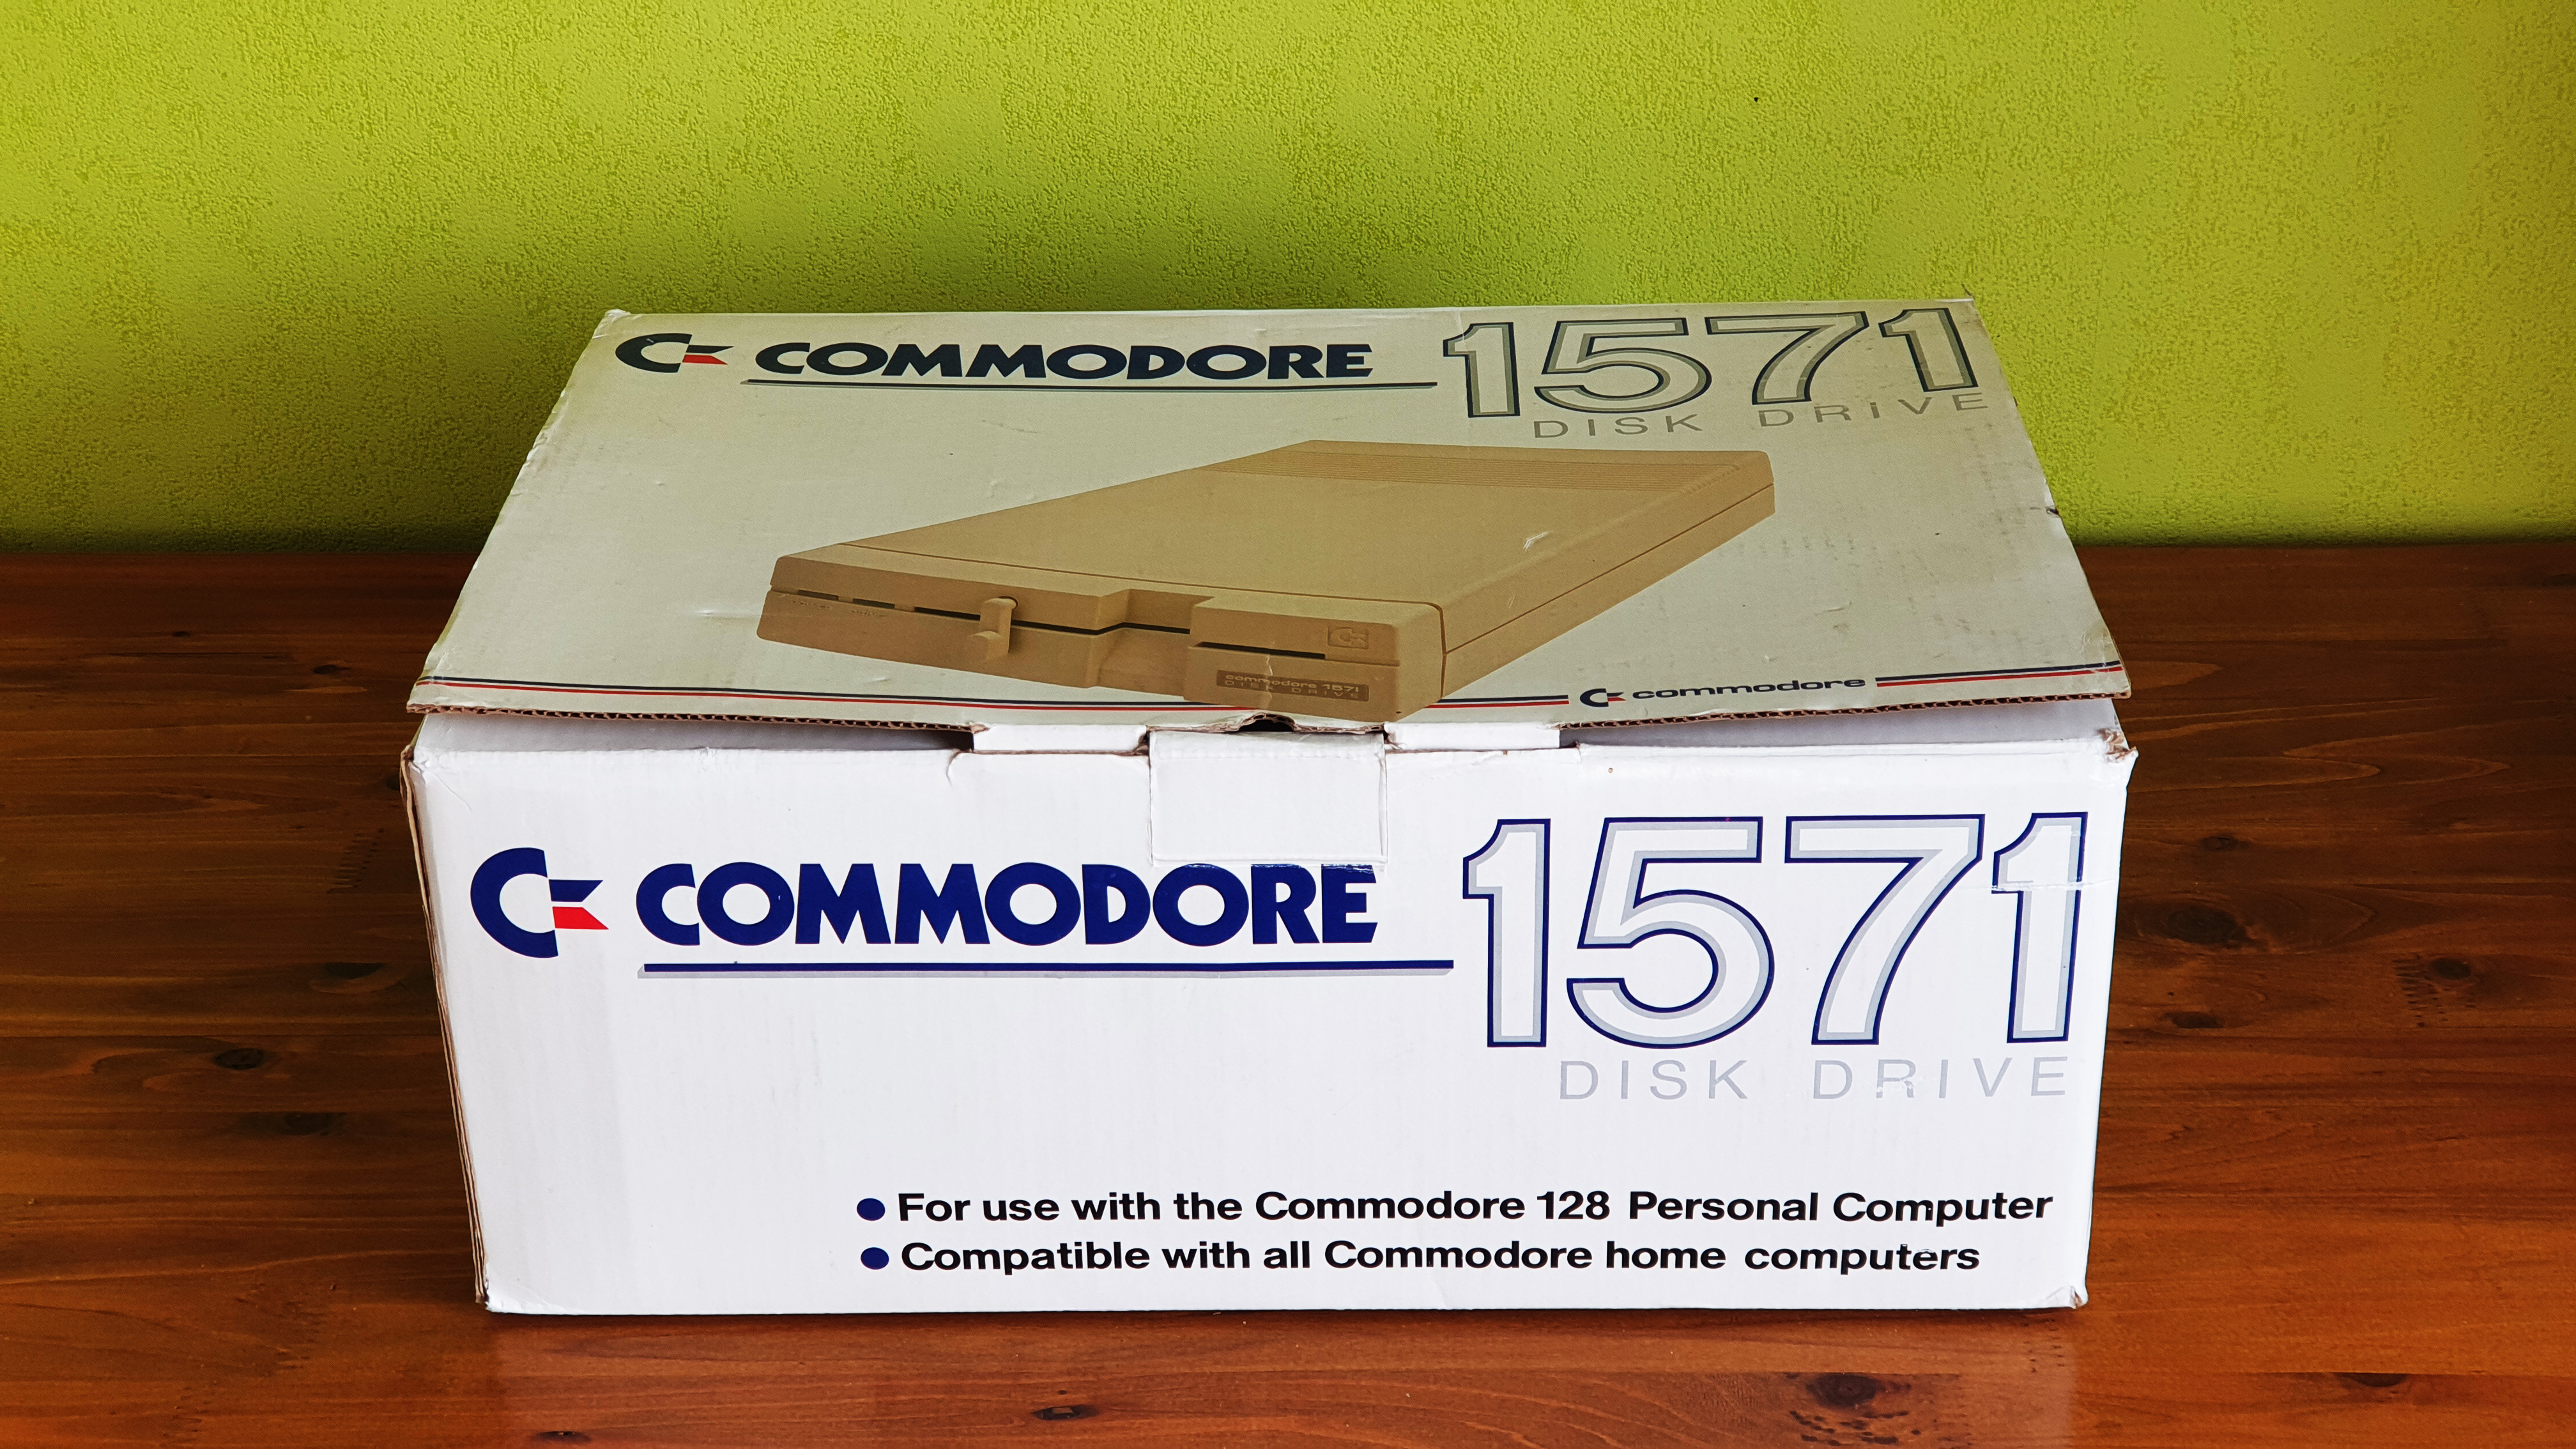 COMMODORE 1571
DISK DRIVE
commodore 1571
DISK DRIVE
commodore
COMMODORE 1571
DISK DRIVE
● For use with the Commodore 128 Personal Computer
● Compatible with all Commodore home computers